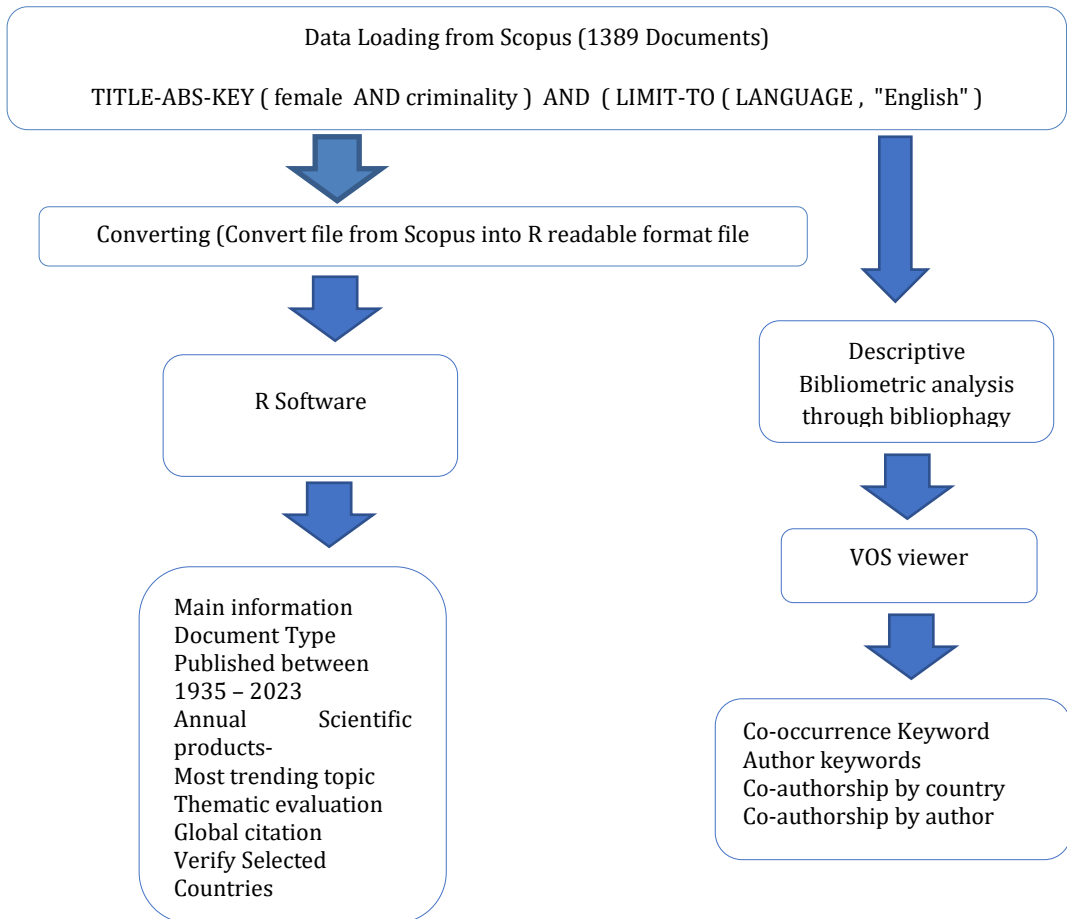 Data Loading from Scopus (1389 Documents)
TITLE-ABS-KEY ( female AND criminality ) AND ( LIMIT-TO ( LANGUAGE , "English" )
Converting (Convert file from Scopus into R readable format file
R Software
Main information
Document Type
Published between
1935 – 2023
Annual Scientific
products-
Most trending topic
Thematic evaluation
Global citation
Verify Selected
Countries
Descriptive
Bibliometric analysis
through bibliophagy
VOS viewer
Co-occurrence Keyword
Author keywords
Co-authorship by country
Co-authorship by author